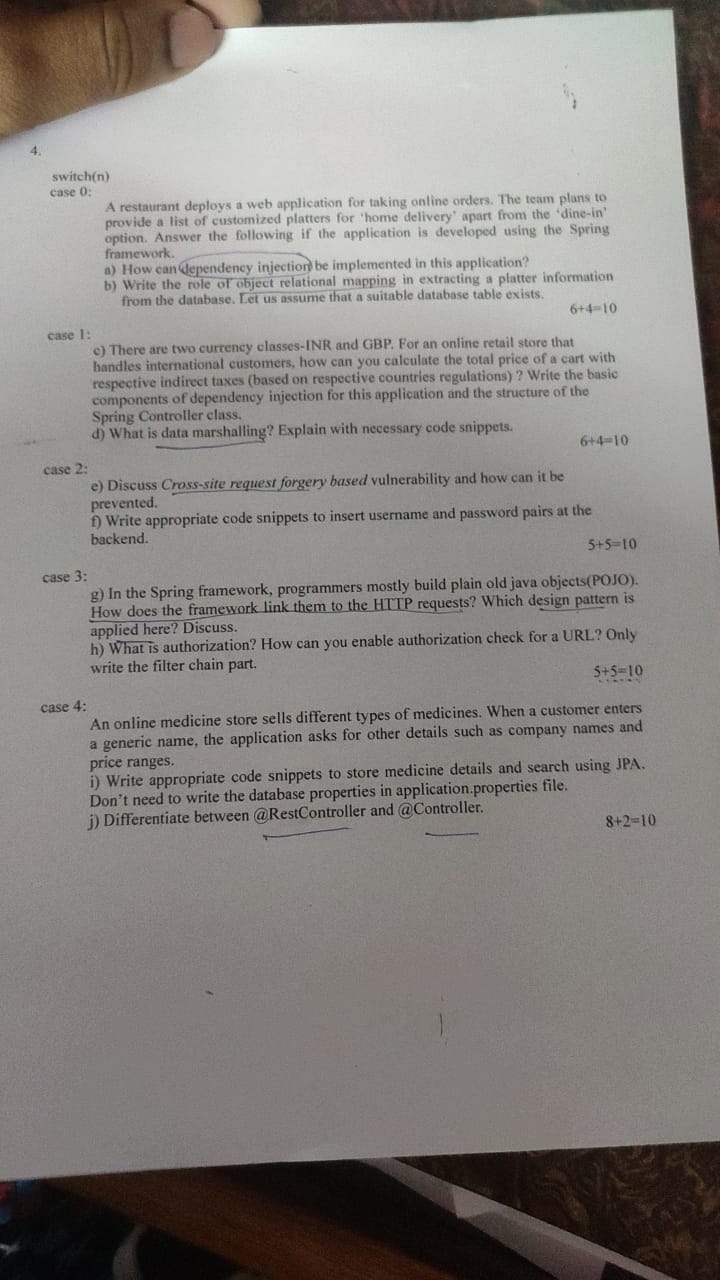 4.
switch(n)
case 0:
A restaurant deploys a web application for taking online orders. The team plans to
provide a list of customized platters for 'home delivery' apart from the 'dine-in'
option. Answer the following if the application is developed using the Spring
framework.
a) How can dependency injection be implemented in this application?
b) Write the role of object relational mapping in extracting a platter information
from the database. Let us assume that a suitable database table exists.
6+4=10
case 1:
c) There are two currency classes-INR and GBP. For an online retail store that
handles international customers, how can you calculate the total price of a cart with
respective indirect taxes (based on respective countries regulations) ? Write the basic
components of dependency injection for this application and the structure of the
Spring Controller class.
d) What is data marshalling? Explain with necessary code snippets.
6+4=10
case 2:
e) Discuss Cross-site request forgery based vulnerability and how can it be
prevented.
f) Write appropriate code snippets to insert username and password pairs at the
backend.
5+5=10
case 3:
g) In the Spring framework, programmers mostly build plain old java objects(POJO).
How does the framework link them to the HTTP requests? Which design pattern is
applied here? Discuss.
h) What is authorization? How can you enable authorization check for a URL? Only
write the filter chain part.
5+5=10
case 4:
An online medicine store sells different types of medicines. When a customer enters
a generic name, the application asks for other details such as company names and
price ranges.
i) Write appropriate code snippets to store medicine details and search using JPA.
Don't need to write the database properties in application.properties file.
j) Differentiate between @RestController and @Controller.
8+2=10